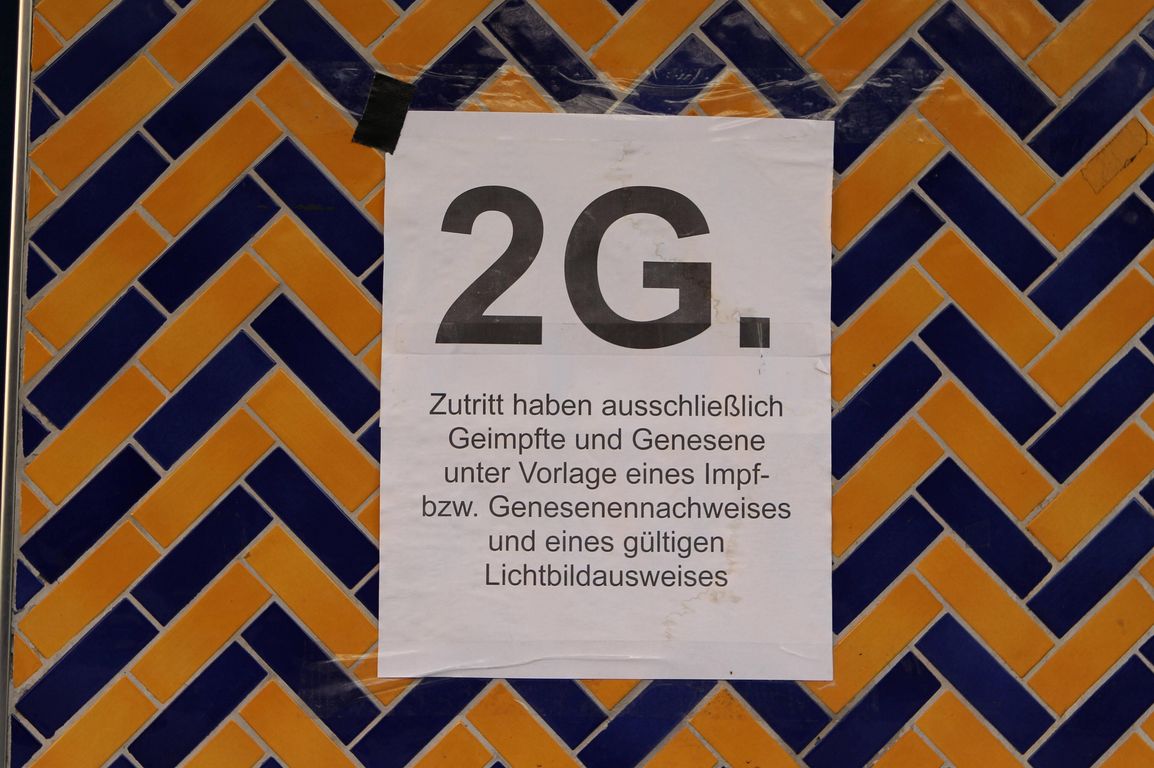 2G.
Zutritt haben ausschließlich
Geimpfte und Genesene
unter Vorlage eines Impf-
bzw. Genesenennachweises
und eines gültigen
Lichtbildausweises